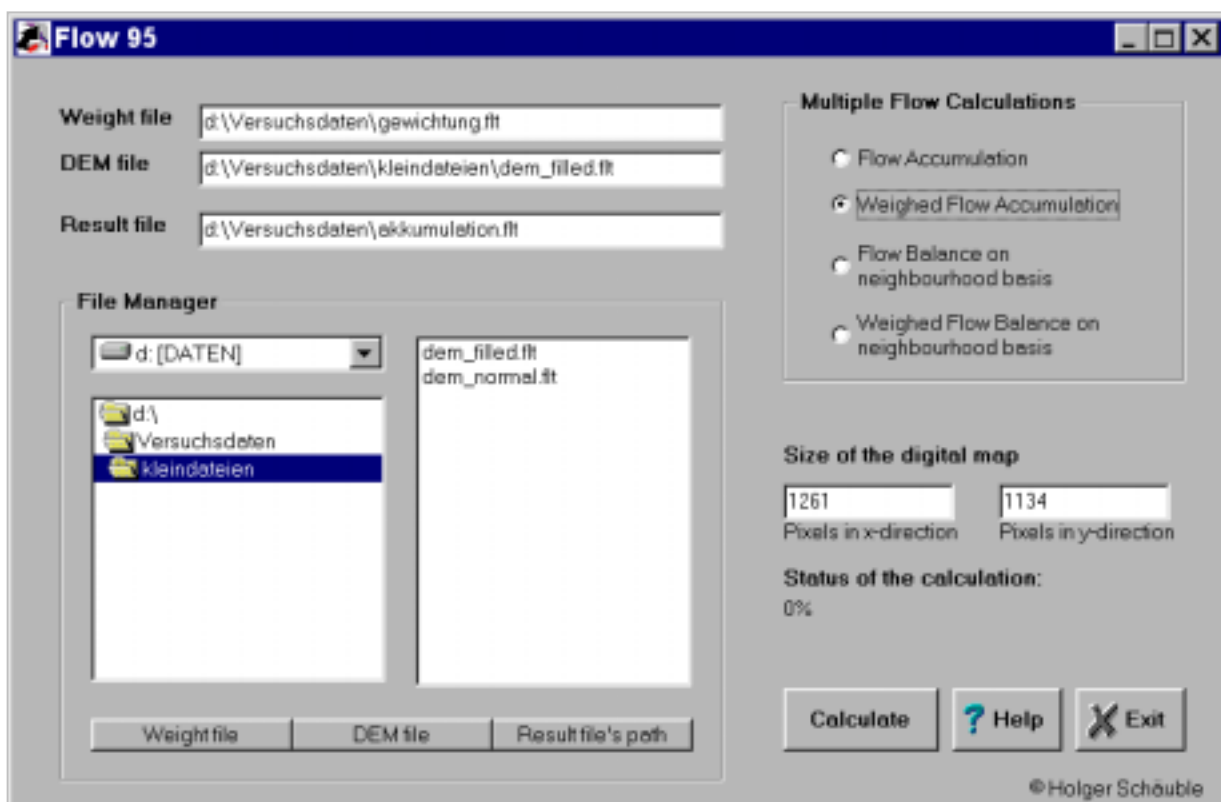 Flow 95
Weight file
d:\Versuchsdaten\gewichtung.flt
DEM file
d:\Versuchsdaten\kleindateien\dem_filled.flt
Result file
d:\Versuchsdaten\akkumulation.flt
File Manager
d: [DATEN]
d:\
Versuchsdaten
kleindateien
dem_filled.flt
dem_normal.flt
Weight file
DEM file
Result file's path
Multiple Flow Calculations
Flow Accumulation
Weighed Flow Accumulation
Flow Balance on
neighbourhood basis
Weighed Flow Balance on
neighbourhood basis
Size of the digital map
1261
Pixels in x-direction
1134
Pixels in y-direction
Status of the calculation:
0%
Calculate
? Help
Exit
© Holger Schäuble